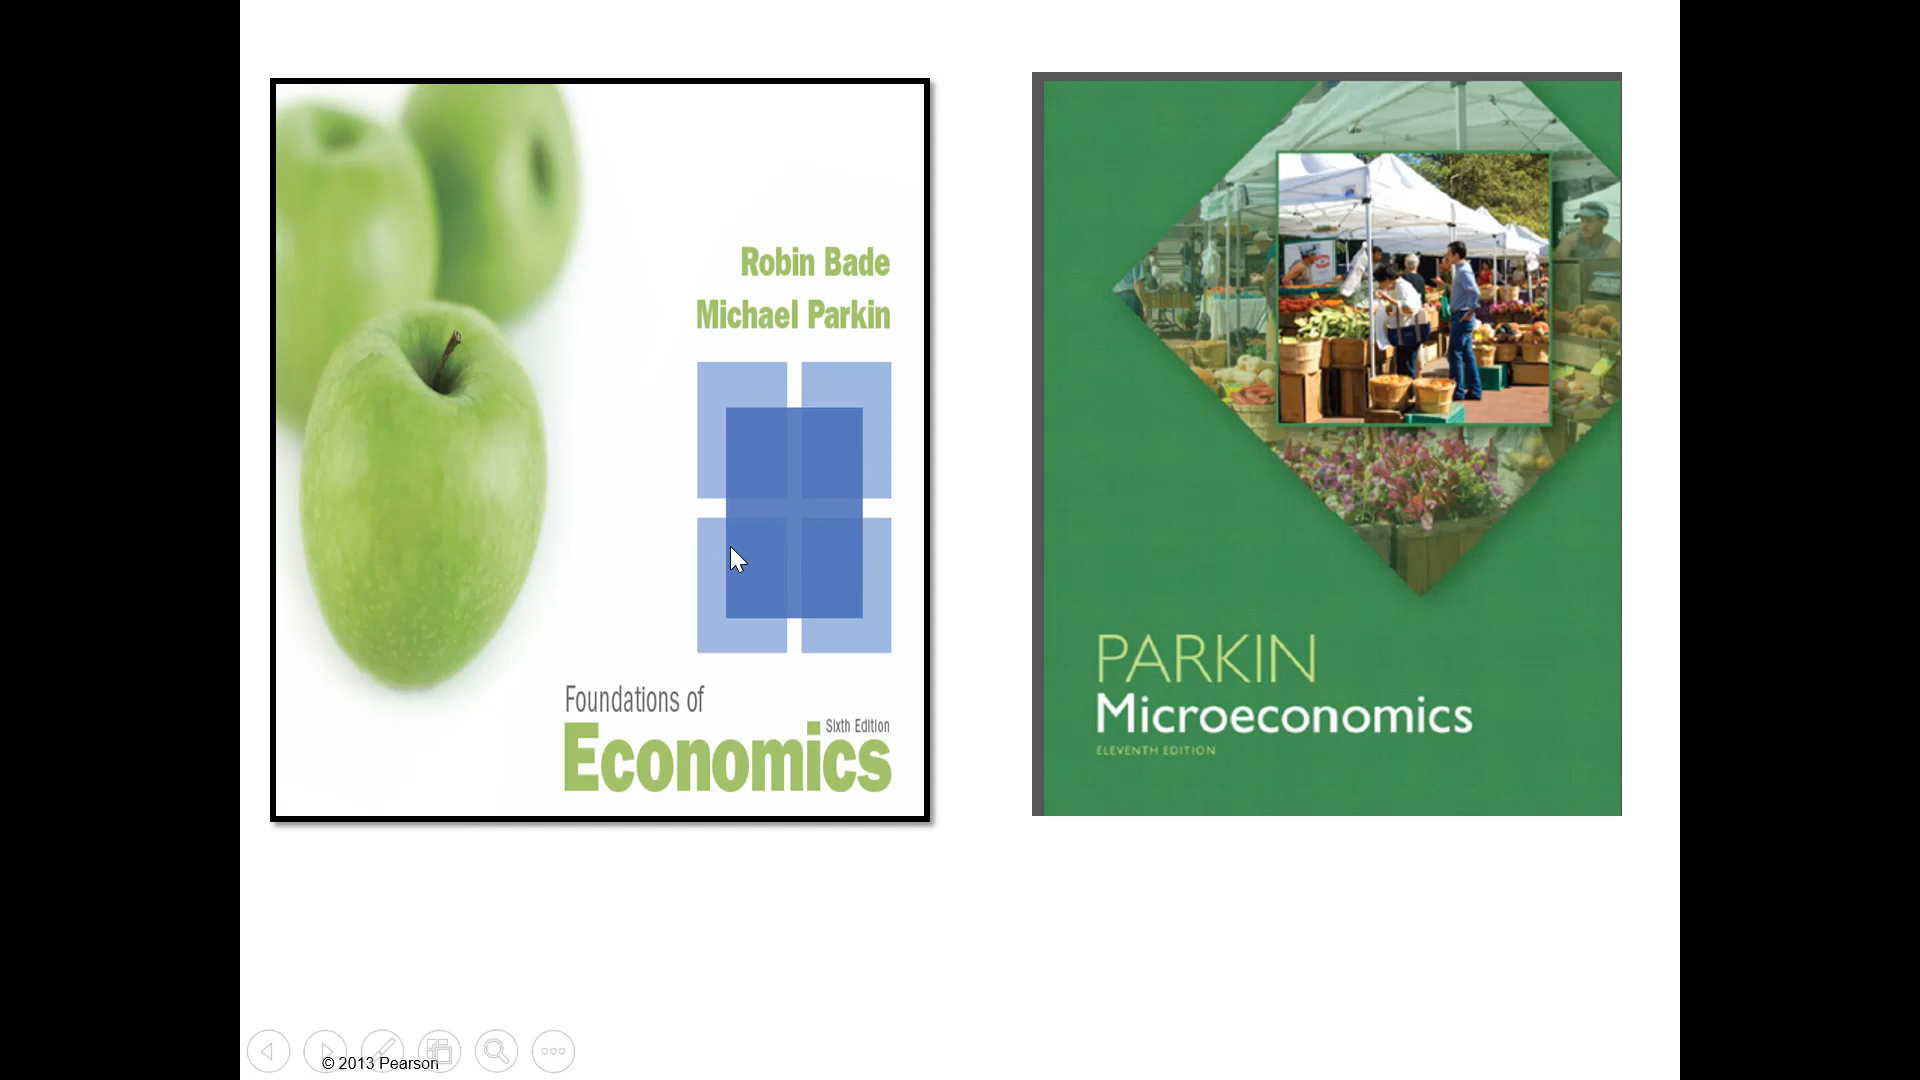 Robin Bade
Michael Parkin
Foundations of
Sixth Edition
Economics
PARKIN
Microeconomics
ELEVENTH EDITION
© 2013 Pearson